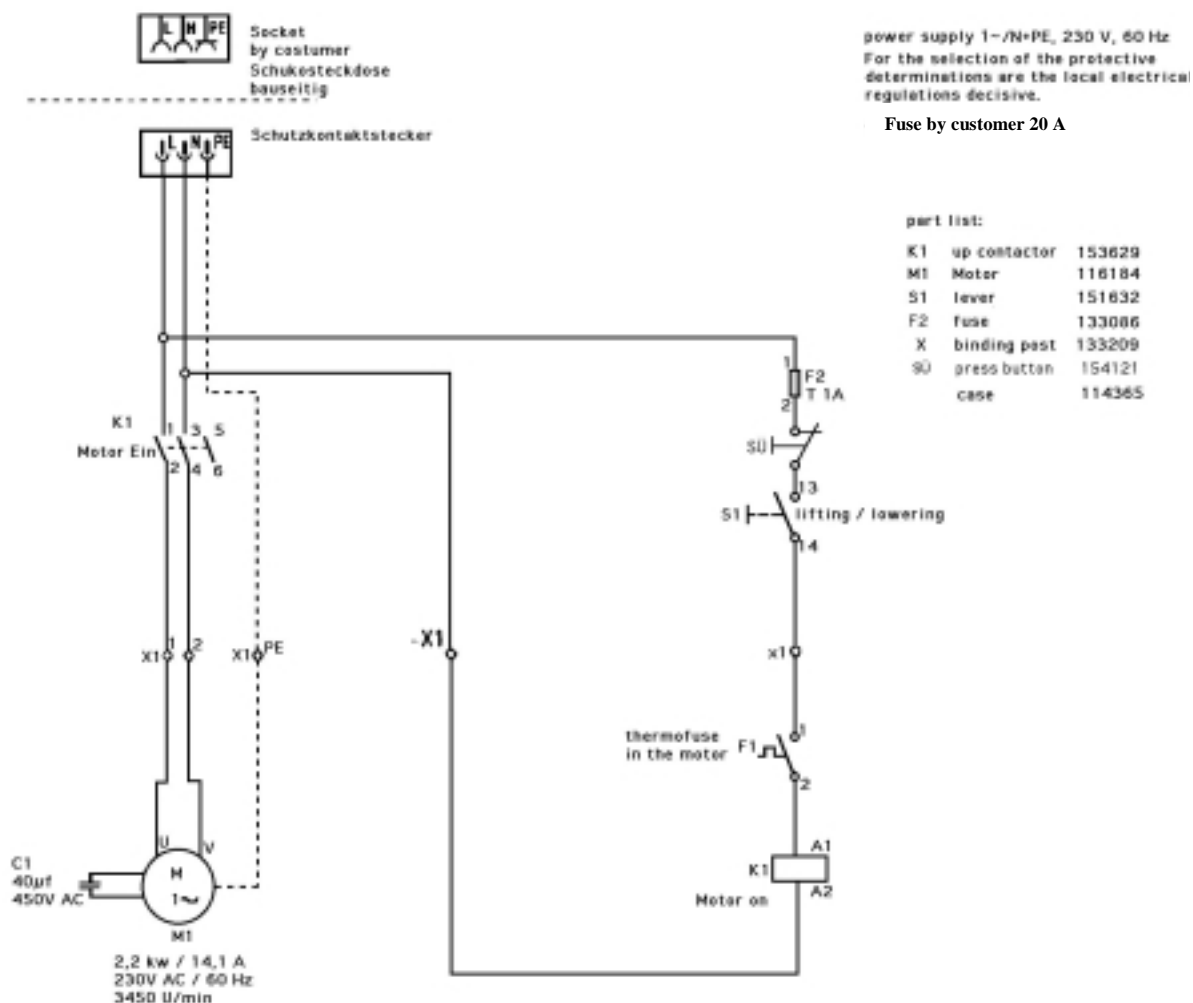 L N PE
Socket
by costumer
Schukosteckdose
bauseitig
power supply 1~/N+PE, 230 V, 60 Hz
For the selection of the protective
determinations are the local electrical
regulations decisive.
Fuse by customer 20 A
L N PE
Schutzkontaktstecker
part list:
K1 up contactor 153629
M1 Motor 116184
S1 lever 151632
F2 fuse 133086
X binding post 133209
SÜ press button 154121
case 114365
1
F2
T 1A
2
K1
1 3 5
Motor Ein
2 4 6
SÜ
13
S1 lifting / lowering
14
1 2
X1
X1 PE
-X1
x1
thermofuse
in the motor
F1
1
2
U V
C1
40µf
450V AC
M
1~
M1
A1
K1
A2
Motor on
2,2 kw / 14,1 A
230V AC / 60 Hz
3450 U/min